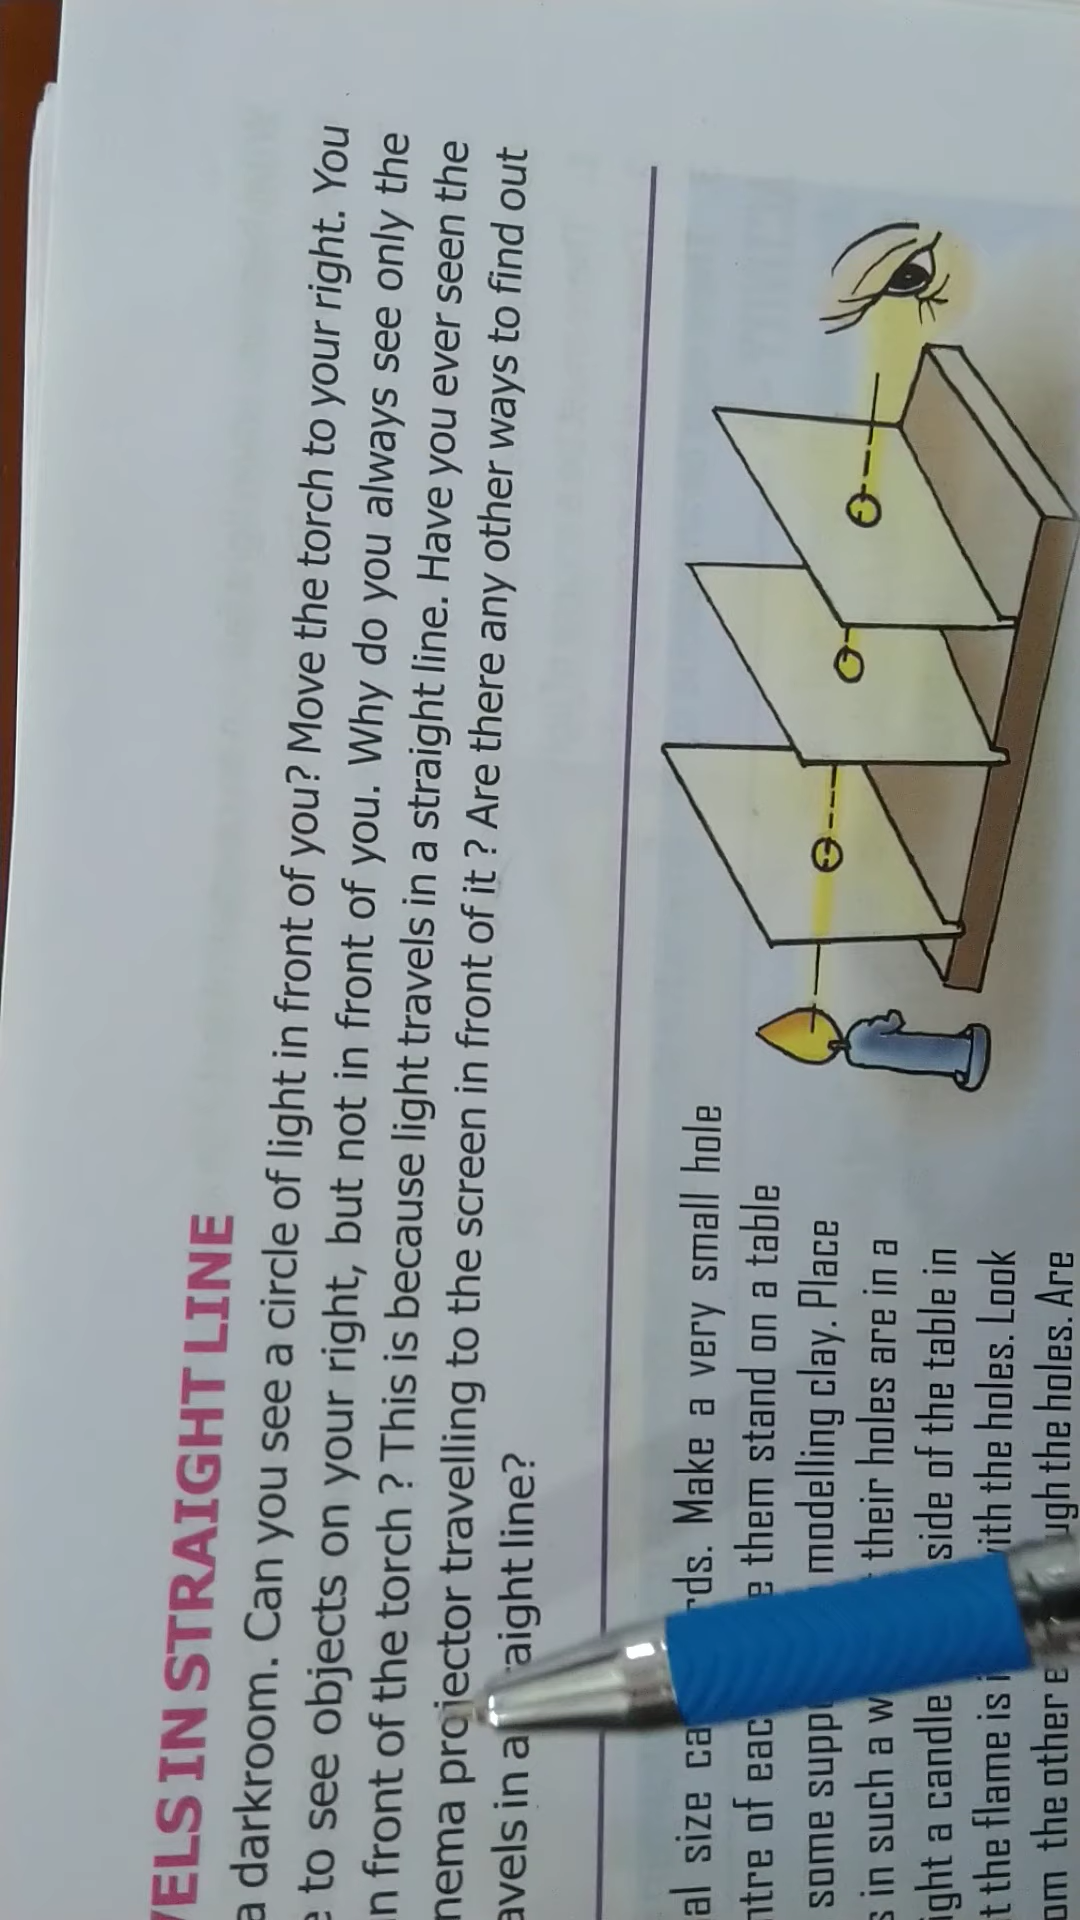 VELS IN STRAIGHT LINE
a darkroom. Can you see a circle of light in front of you? Move the torch to your right. You
to see objects on your right, but not in front of you. Why do you always see only the
front of the torch ? This is because light travels in a straight line. Have you ever seen the
nema projector travelling to the screen in front of it ? Are there any other ways to find out
avels in a aight line?
al size ca rds. Make a very small hole
ntre of eac them stand on a table
some supp modelling clay. Place
in such a w their holes are in a
ght a candle side of the table in
t the flame is i ith the holes. Look
om the other e ugh the holes. Are